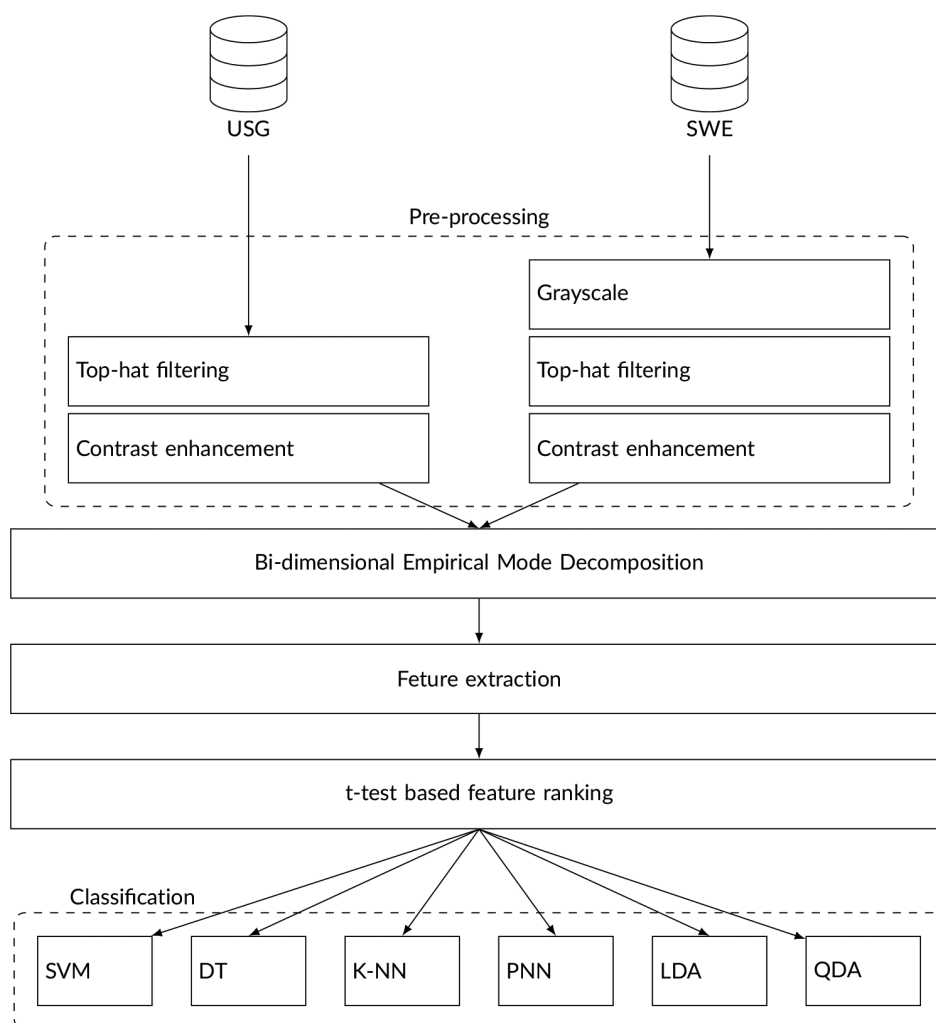 USG
SWE
Pre-processing
Grayscale
Top-hat filtering
Top-hat filtering
Contrast enhancement
Contrast enhancement
Bi-dimensional Empirical Mode Decomposition
Feture extraction
t-test based feature ranking
Classification
SVM
DT
K-NN
PNN
LDA
QDA